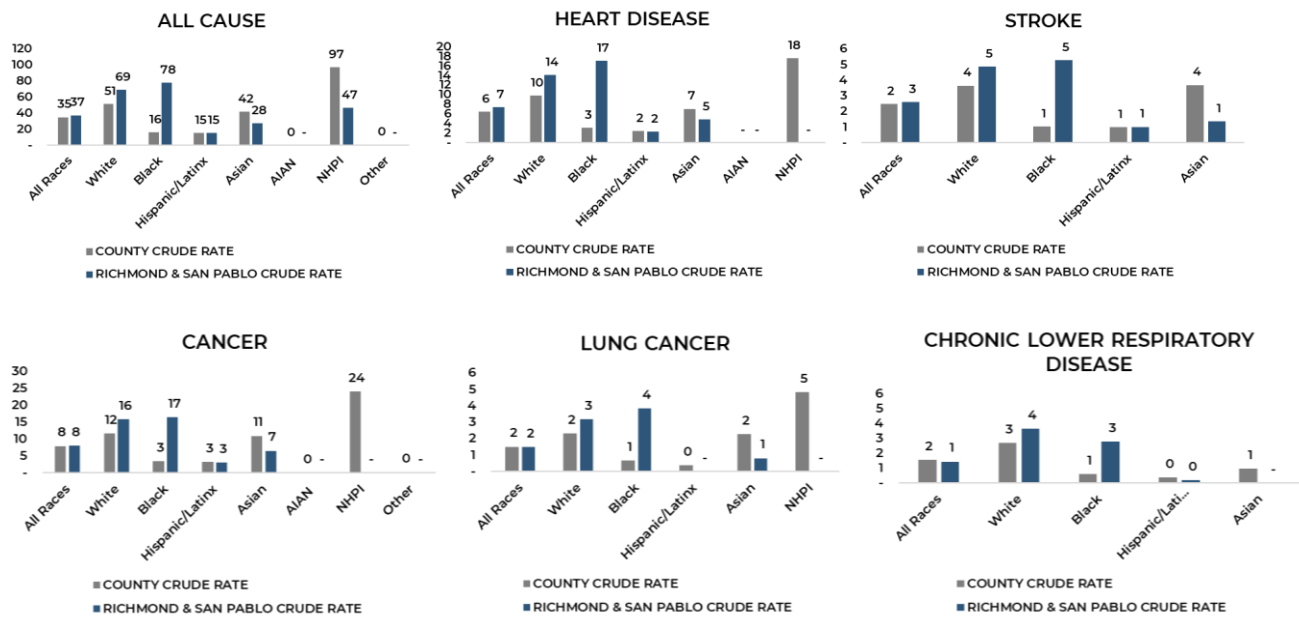 ALL CAUSE
120
100
80
60
40
20
-
35 37 51 69 16 78 15 15 42 28 0 - 97 47 0 -
All Races White Black Hispanic/Latinx Asian AIAN NHPI Other
COUNTY CRUDE RATE
RICHMOND & SAN PABLO CRUDE RATE
HEART DISEASE
20
18
16
14
12
10
8
6
4
2
-
6 7 10 14 3 17 2 2 7 5 - - 18 -
All Races White Black Hispanic/Latinx Asian AIAN NHPI
COUNTY CRUDE RATE
RICHMOND & SAN PABLO CRUDE RATE
STROKE
6
5
4
3
2
1
-
2 3 4 5 1 5 1 1 4 1
All Races White Black Hispanic/Latinx Asian
COUNTY CRUDE RATE
RICHMOND & SAN PABLO CRUDE RATE
CANCER
30
25
20
15
10
5
-
8 8 12 16 3 17 3 3 11 7 0 - 24 - 0 -
All Races White Black Hispanic/Latinx Asian AIAN NHPI Other
COUNTY CRUDE RATE
RICHMOND & SAN PABLO CRUDE RATE
LUNG CANCER
6
5
4
3
2
1
-
2 2 2 3 1 4 0 - 2 1 5 -
All Races White Black Hispanic/Latinx Asian NHPI
COUNTY CRUDE RATE
RICHMOND & SAN PABLO CRUDE RATE
CHRONIC LOWER RESPIRATORY
DISEASE
6
5
4
3
2
1
-
2 1 3 4 1 3 0 0 1 -
All Races White Black Hispanic/Lati... Asian
COUNTY CRUDE RATE
RICHMOND & SAN PABLO CRUDE RATE